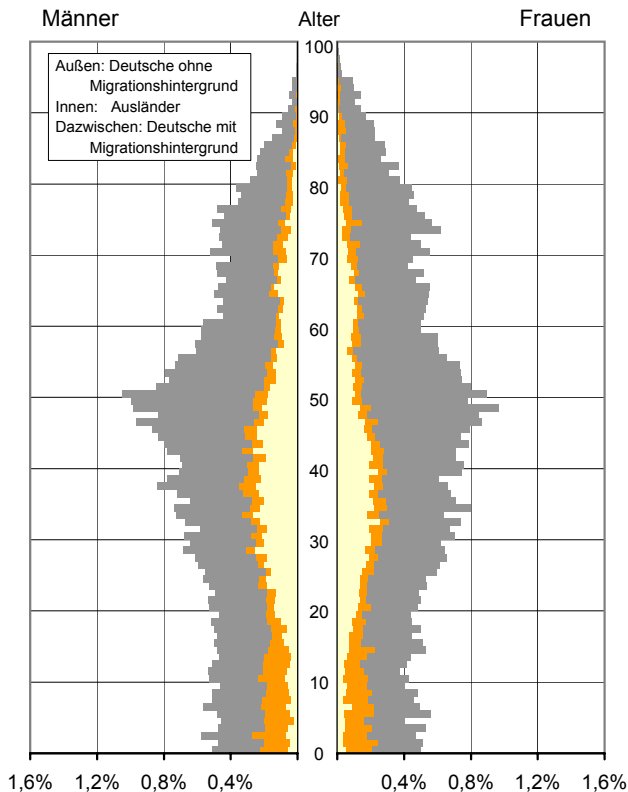 Männer Alter Frauen
100
Außen: Deutsche ohne
Migrationshintergrund
Innen: Ausländer
Dazwischen: Deutsche mit
Migrationshintergrund
90
80
70
60
50
40
30
20
10
0
1,6% 1,2% 0,8% 0,4% 0,4% 0,8% 1,2% 1,6%